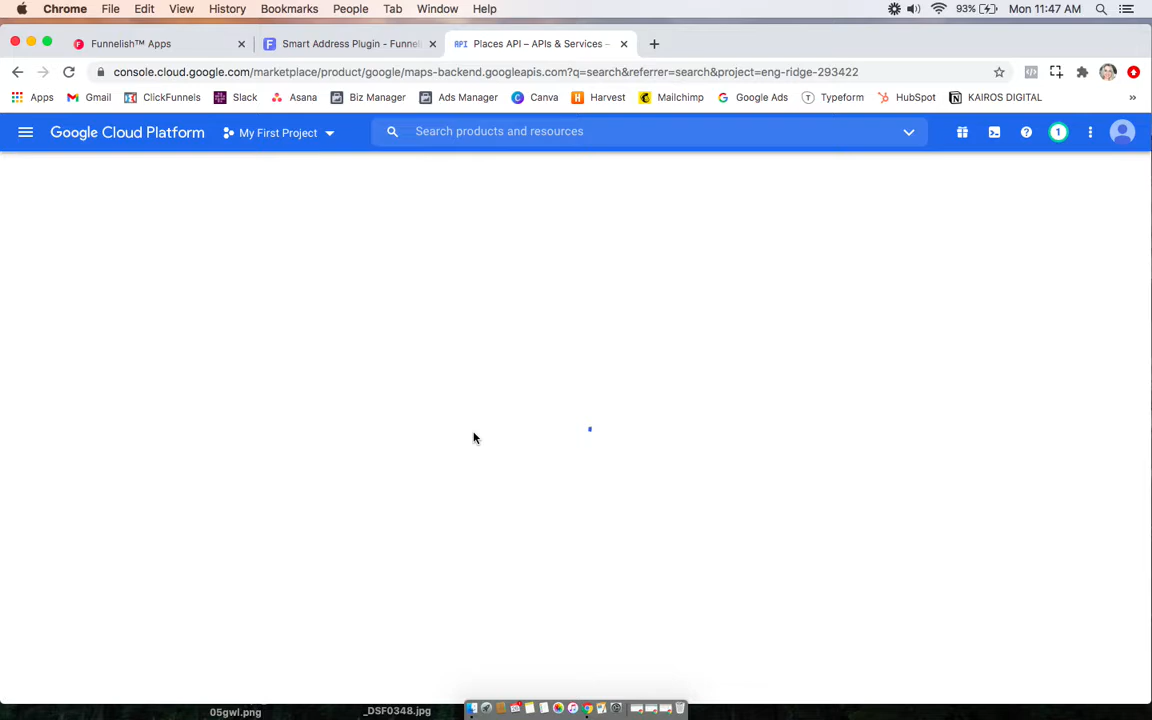 Chrome File Edit View History Bookmarks People Tab Window Help 93% Mon 11:47 AM
Funnelish™ Apps Smart Address Plugin - Funnel API Places API – APIs & Services –
console.cloud.google.com/marketplace/product/google/maps-backend.googleapis.com?q=search&referrer=search&project=eng-ridge-293422
Apps Gmail ClickFunnels Slack Asana Biz Manager Ads Manager Canva Harvest Mailchimp Google Ads Typeform HubSpot KAIROS DIGITAL »
Google Cloud Platform My First Project Search products and resources 1
05gwl.png _DSF0348.jpg